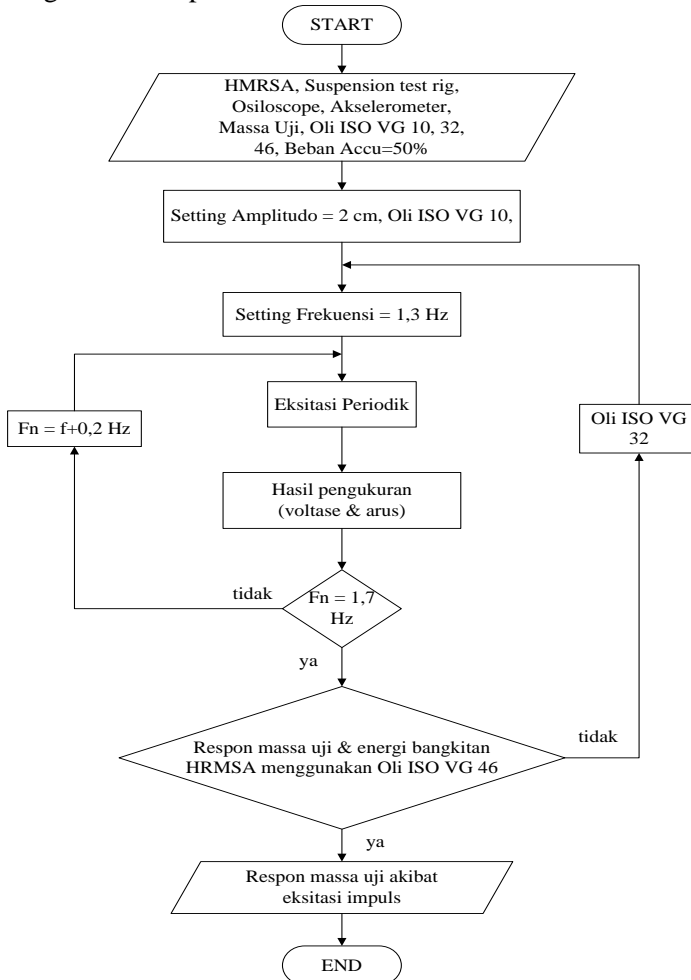 START
HMRSA, Suspension test rig,
Osiloscope, Akselerometer,
Massa Uji, Oli ISO VG 10, 32,
46, Beban Accu=50%
Setting Amplitudo = 2 cm, Oli ISO VG 10,
Setting Frekuensi = 1,3 Hz
Eksitasi Periodik
Fn = f+0,2 Hz
Oli ISO VG
32
Hasil pengukuran
(voltase & arus)
tidak
Fn = 1,7
Hz
ya
tidak
Respon massa uji & energi bangkitan
HRMSA menggunakan Oli ISO VG 46
ya
Respon massa uji akibat
eksitasi impuls
END